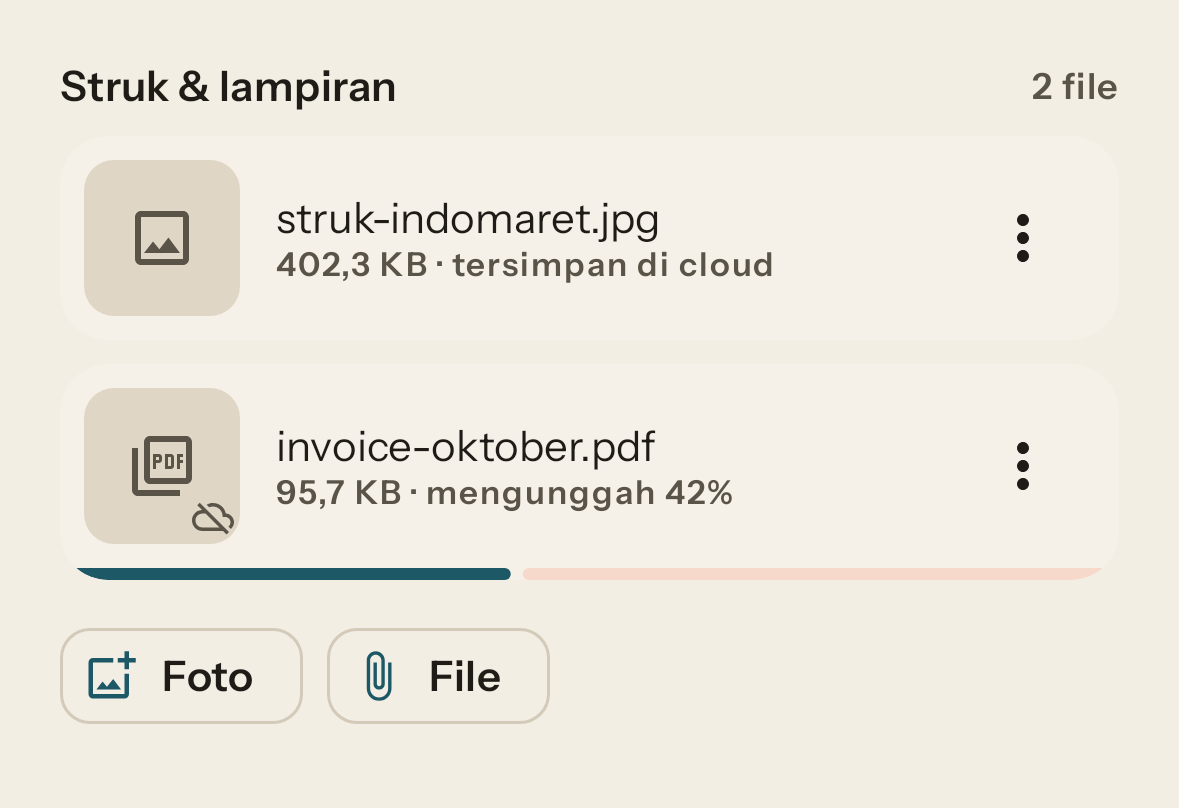 Struk & lampiran
2 file
struk-indomaret.jpg
402,3 KB · tersimpan di cloud
PDF
invoice-oktober.pdf
95,7 KB · mengunggah 42%
Foto
File